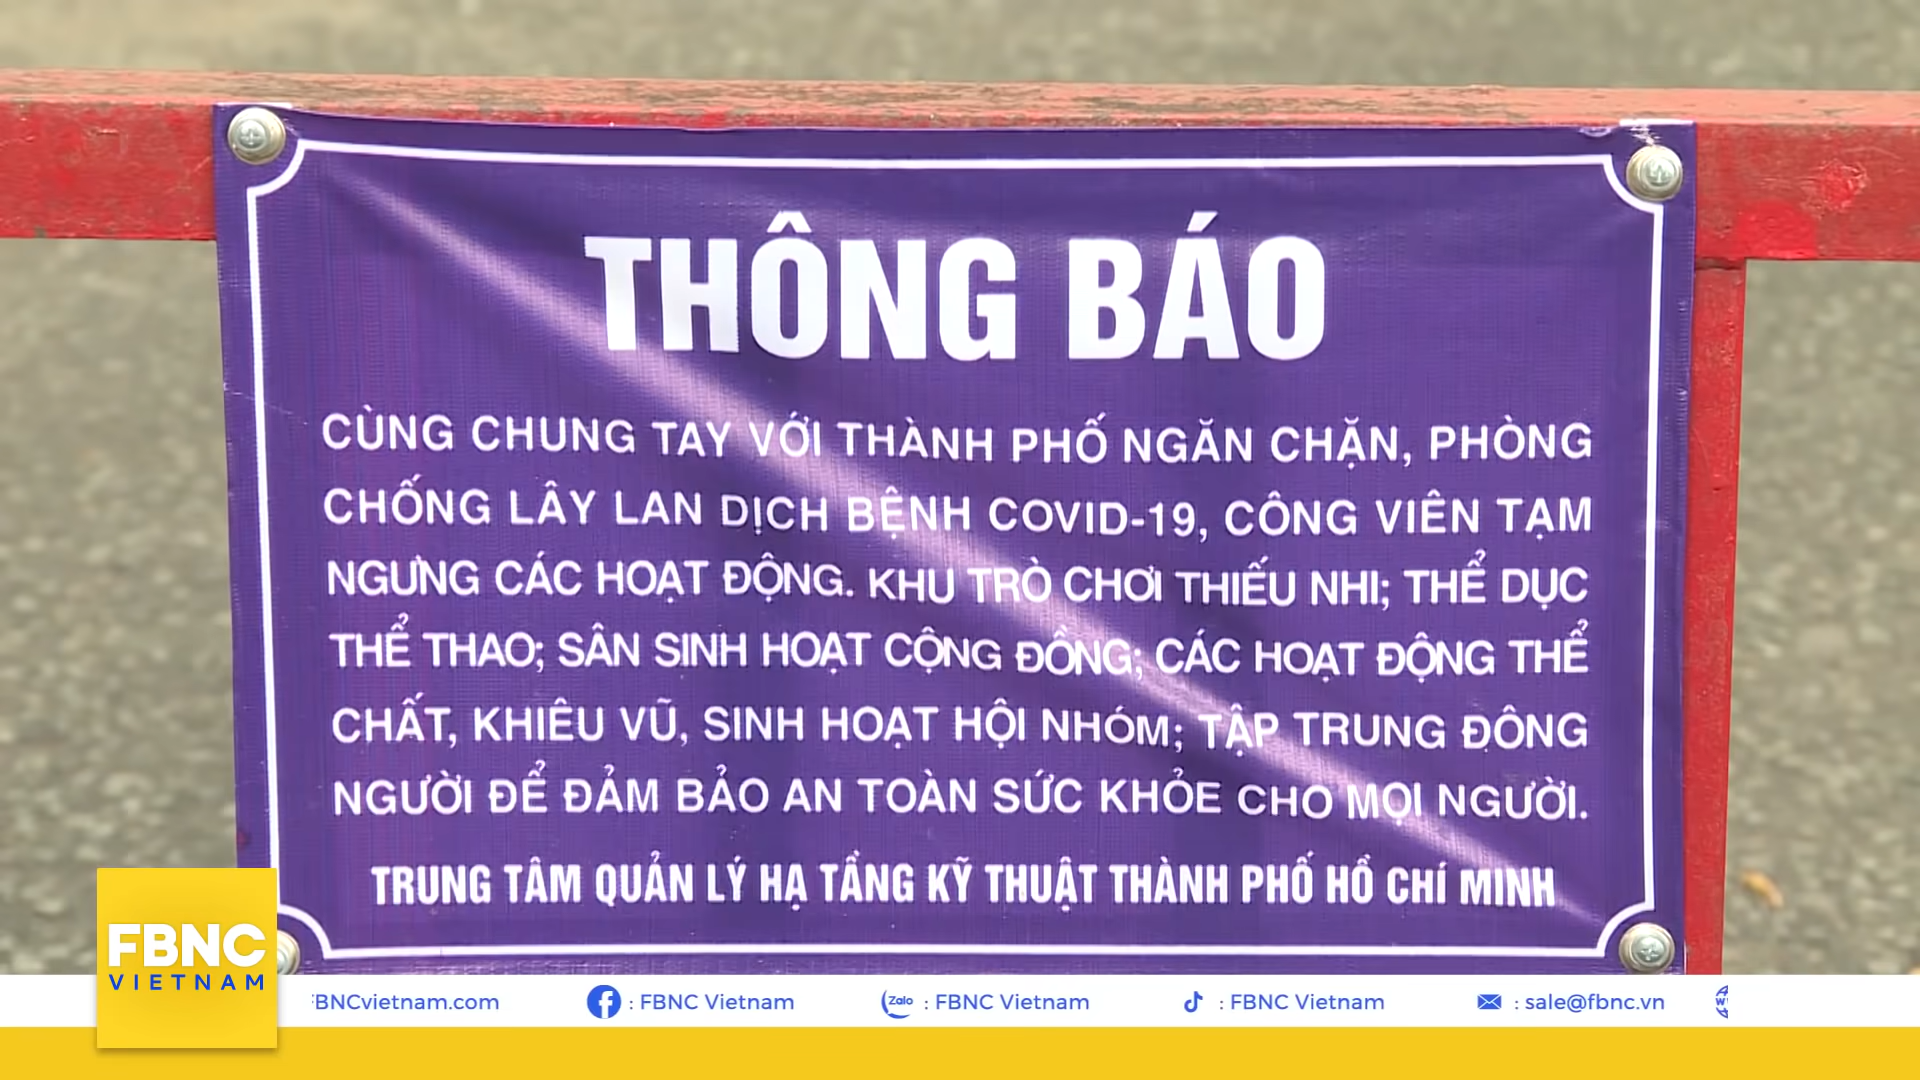 THÔNG BÁO
CÙNG CHUNG TAY VỚI THÀNH PHỐ NGĂN CHẶN, PHÒNG
CHỐNG LÂY LAN DỊCH BỆNH COVID-19, CÔNG VIÊN TẠM
NGƯNG CÁC HOẠT ĐỘNG. KHU TRÒ CHƠI THIẾU NHI; THỂ DỤC
THỂ THAO; SÂN SINH HOẠT CỘNG ĐỒNG; CÁC HOẠT ĐỘNG THỂ
CHẤT, KHIÊU VŨ, SINH HOẠT HỘI NHÓM; TẬP TRUNG ĐÔNG
NGƯỜI ĐỂ ĐẢM BẢO AN TOÀN SỨC KHỎE CHO MỌI NGƯỜI.
TRUNG TÂM QUẢN LÝ HẠ TẦNG KỸ THUẬT THÀNH PHỐ HỒ CHÍ MINH
FBNC
VIETNAM
FBNCvietnam.com : FBNC Vietnam Zalo : FBNC Vietnam : FBNC Vietnam : sale@fbnc.vn